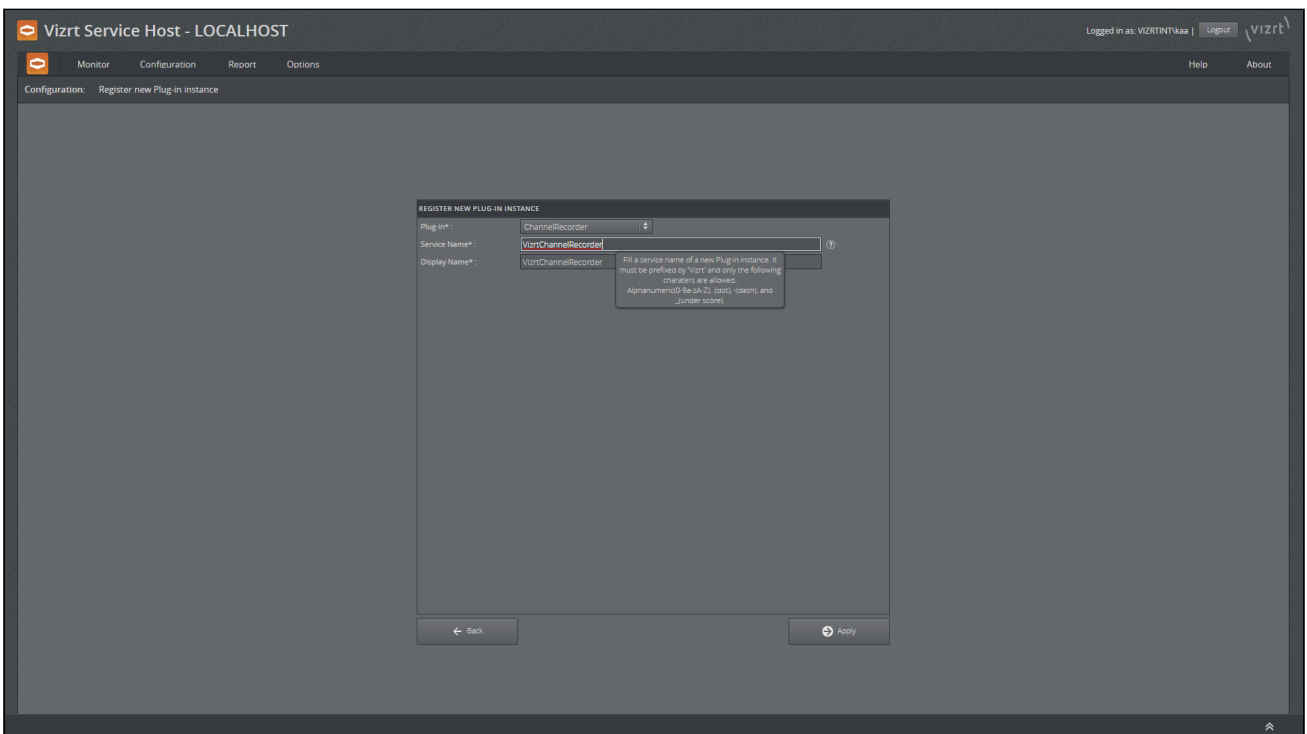 Vizrt Service Host - LOCALHOST
Logged in as: VIZRTINT\kaa | Logout
vizrt
Monitor Configuration Report Options Help About
Configuration: Register new Plug-in instance
REGISTER NEW PLUG-IN INSTANCE
Plug-in* : ChannelRecorder
Service Name* : VizrtChannelRecorder
Display Name* : VizrtChannelRecorder
Fill a service name of a new Plug-in instance. It
must be prefixed by 'Vizrt' and only the following
charaters are allowed.
Alphanumeric(0-9a-zA-Z), .(dot), -(dash), and
_(under score).
Back Apply